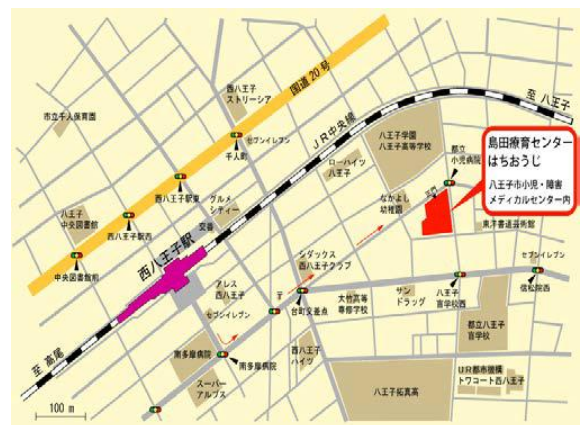 国道20号
西八王子
ストリーシア
市立千人保育園
セブンイレブン
千人町
JR中央線
至 八王子
八王子学園
八王子高等学校
ローハイツ
八王子
都立
小児病院
島田療育センター
はちおうじ
八王子市小児・障害
メディカルセンター内
西八王子駅東
グルメ
シティー
交番
なかよし
幼稚園
東洋書道芸術館
八王子
中央図書館
西八王子駅西
中央図書館前
西八王子駅
シダックス
西八王子クラブ
セブンイレブン
信松院西
アレス
西八王子
〒
台町交差点
大竹高等
専修学校
サン
ドラッグ
八王子
盲学校西
セブンイレブン
南多摩病院
南多摩病院
西八王子
ハイツ
都立八王子
盲学校
至 高尾
スーパー
アルプス
八王子拓真高
UR都市機構
トワコート西八王子
100 m